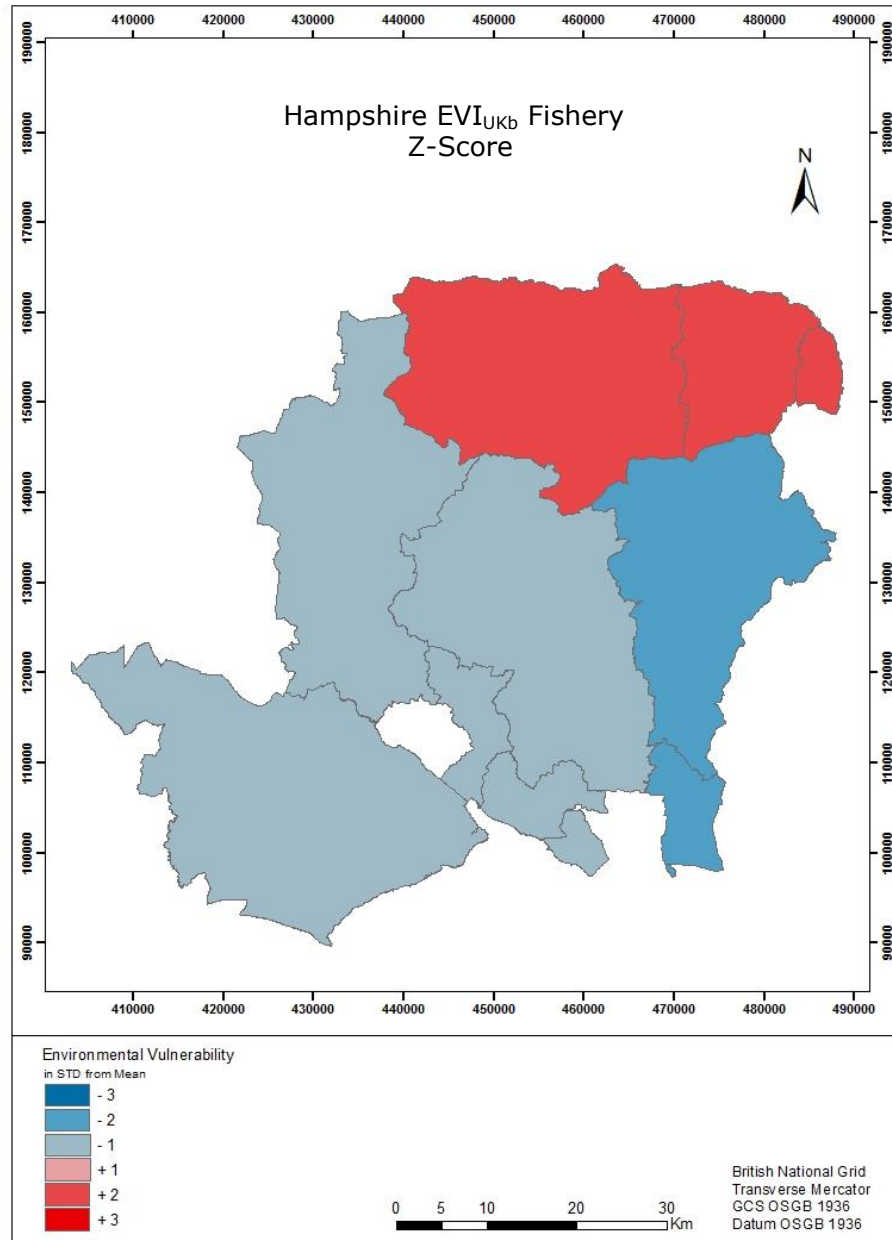 410000 420000 430000 440000 450000 460000 470000 480000 490000
190000 190000
Hampshire EVIUKb Fishery
Z-Score
180000 180000
N
170000 170000
160000 160000
150000 150000
140000 140000
130000 130000
120000 120000
110000 110000
100000 100000
90000 90000
410000 420000 430000 440000 450000 460000 470000 480000 490000
Environmental Vulnerability
in STD from Mean
- 3
- 2
- 1
+ 1
+ 2
+ 3
0 5 10 20 30
Km
British National Grid
Transverse Mercator
GCS OSGB 1936
Datum OSGB 1936